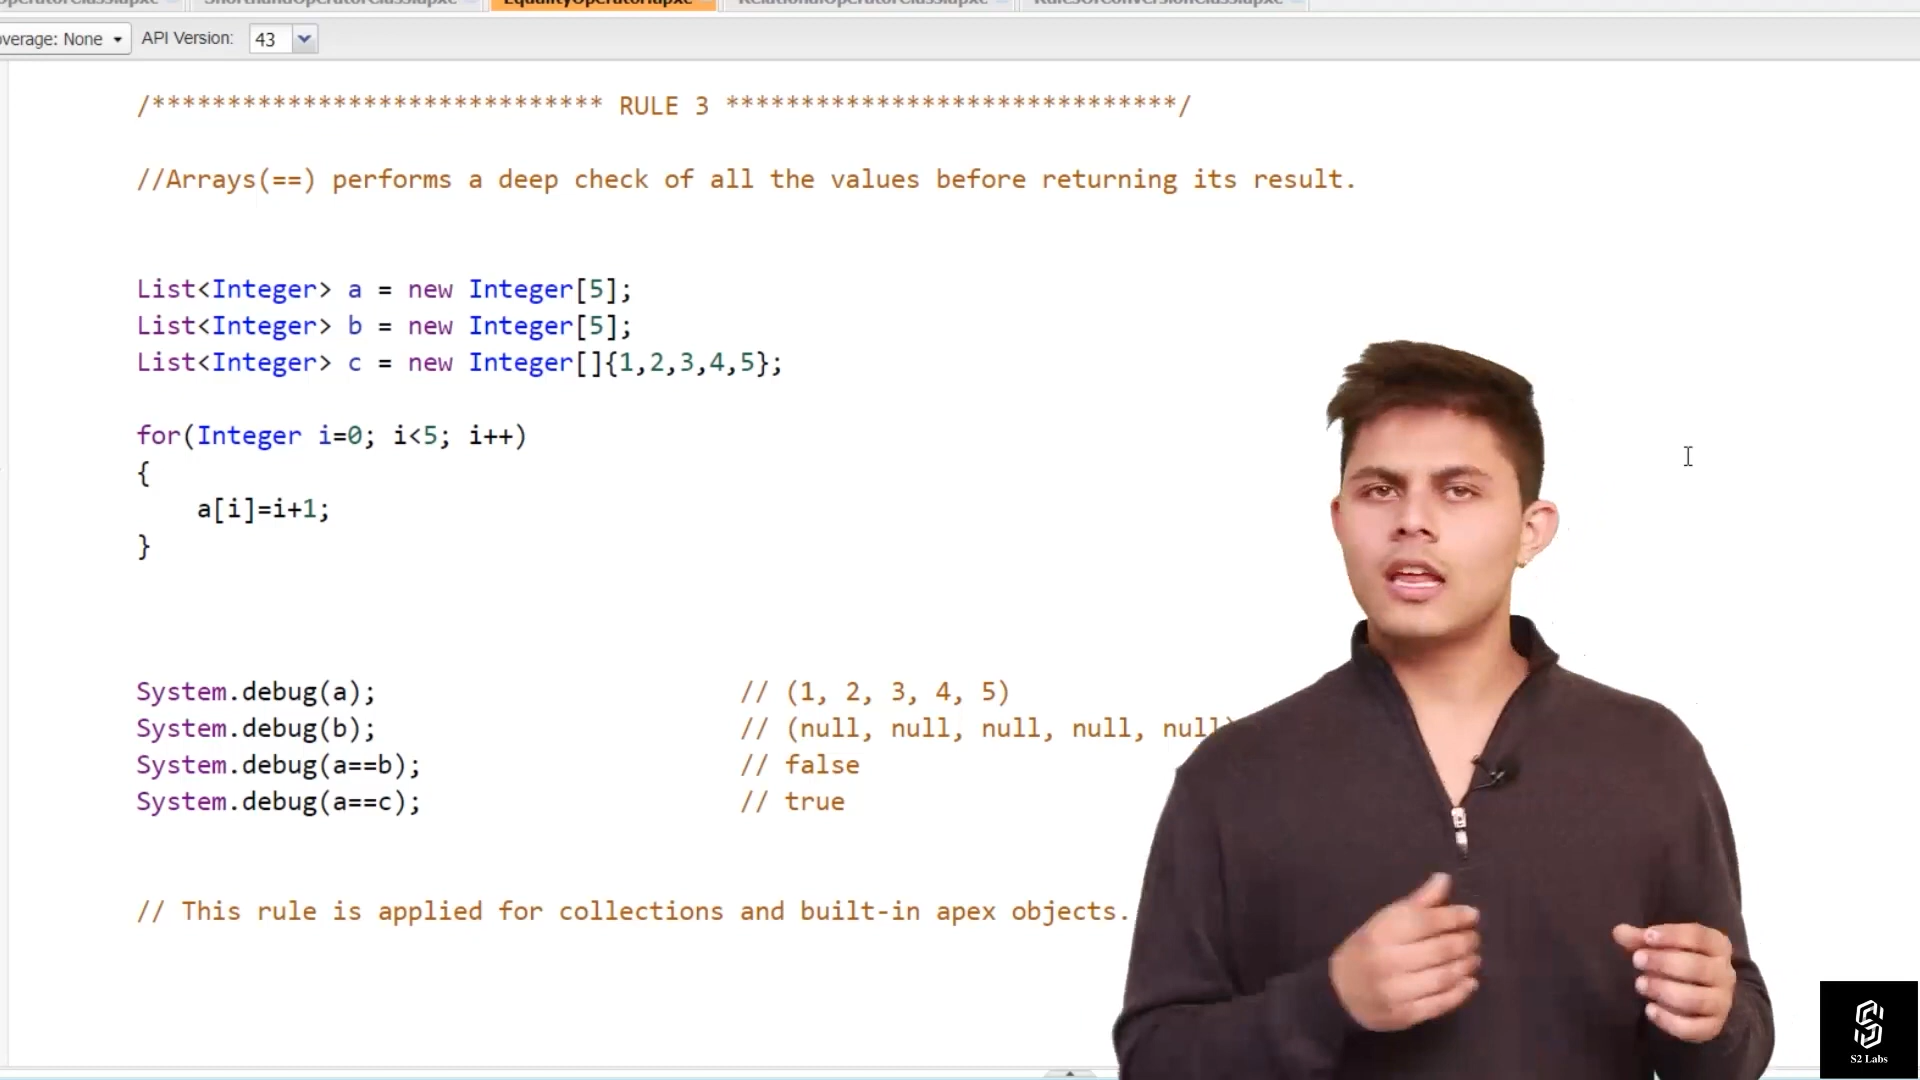 EqualityOperator1.apxc
overage: None API Version: 43
/****************************** RULE 3 ******************************/
//Arrays(==) performs a deep check of all the values before returning its result.
List<Integer> a = new Integer[5];
List<Integer> b = new Integer[5];
List<Integer> c = new Integer[]{1,2,3,4,5};
for(Integer i=0; i<5; i++)
{
a[i]=i+1;
}
System.debug(a); // (1, 2, 3, 4, 5)
System.debug(b); // (null, null, null, null, null)
System.debug(a==b); // false
System.debug(a==c); // true
// This rule is applied for collections and built-in apex objects.
S2 Labs